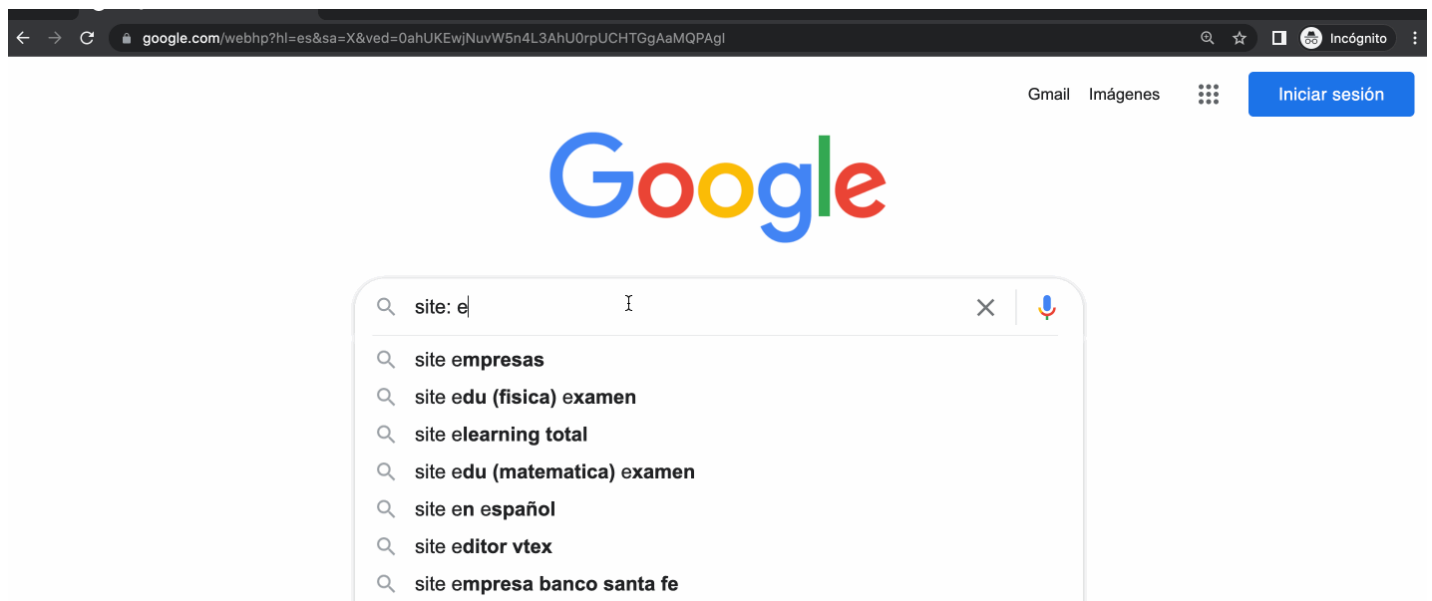 google.com/webhp?hl=es&sa=X&ved=0ahUKEwjNuvW5n4L3AhU0rpUCHTGgAaMQPAgI
Incógnito
Gmail Imágenes Iniciar sesión
Google
site: e
site empresas
site edu (fisica) examen
site elearning total
site edu (matematica) examen
site en español
site editor vtex
site empresa banco santa fe